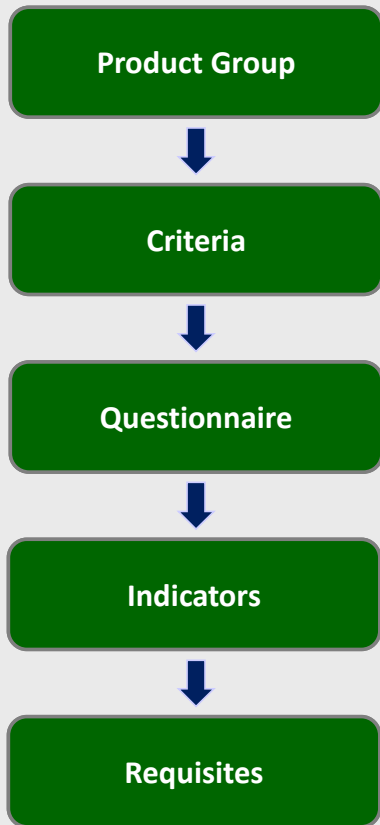 Product Group
Criteria
Questionnaire
Indicators
Requisites